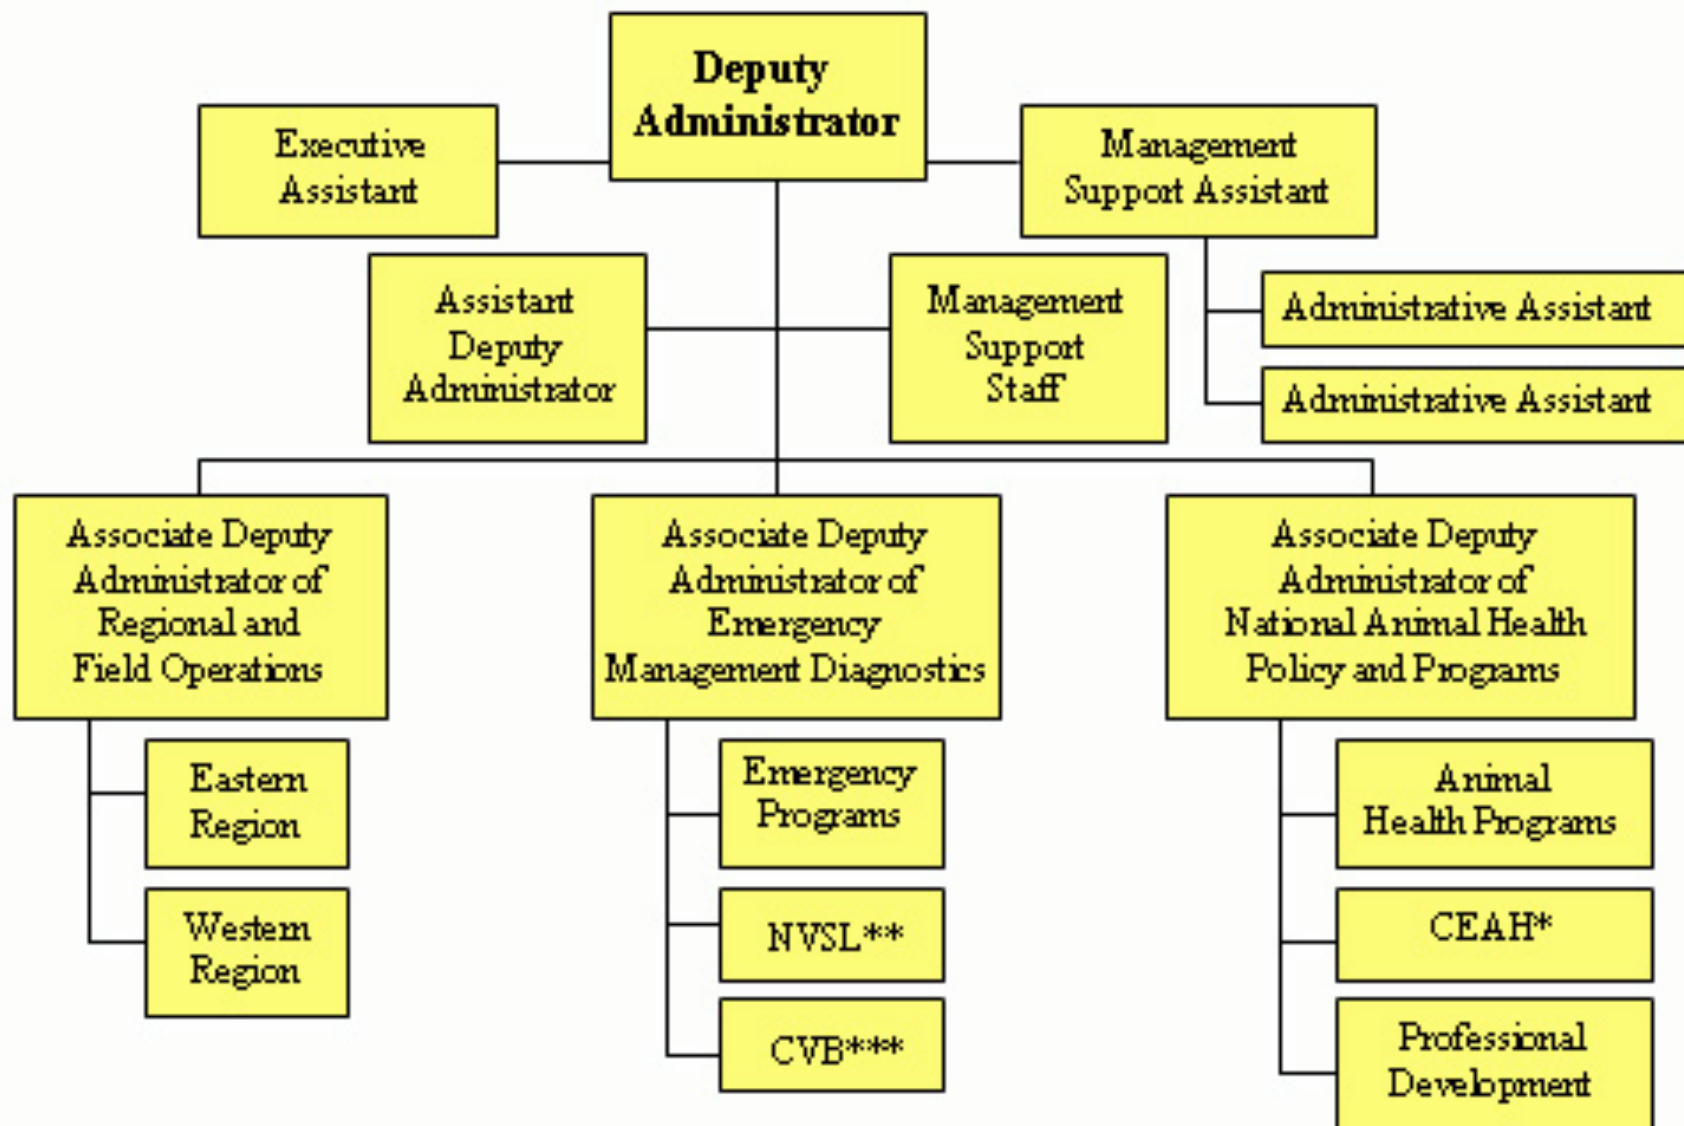 Deputy
Administrator
Executive
Assistant
Management
Support Assistant
Assistant
Deputy
Administrator
Management
Support
Staff
Administrative Assistant
Administrative Assistant
Associate Deputy
Administrator of
Regional and
Field Operations
Associate Deputy
Administrator of
Emergency
Management Diagnostics
Associate Deputy
Administrator of
National Animal Health
Policy and Programs
Eastern
Region
Western
Region
Emergency
Programs
NVSL**
CVB***
Animal
Health Programs
CEAH*
Professional
Development